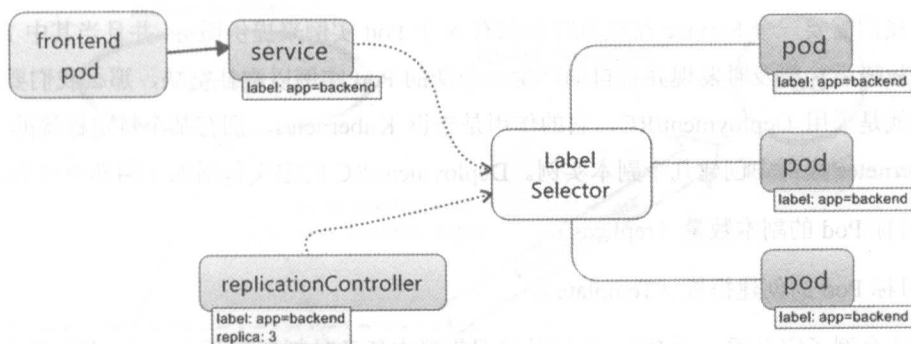 frontend
pod
service
label: app=backend
Label
Selector
replicationController
label: app=backend
replica: 3
pod
label: app=backend
pod
label: app=backend
pod
label: app=backend